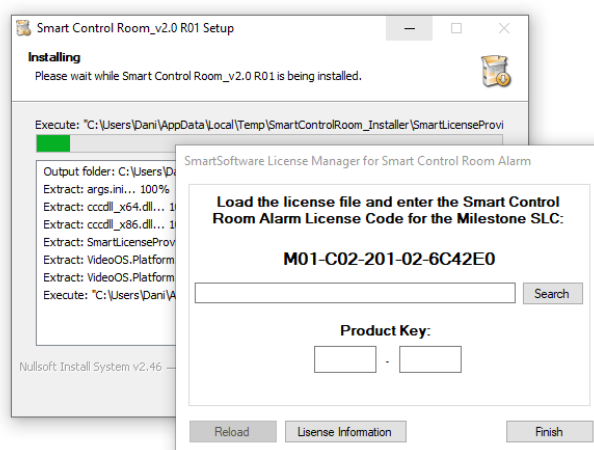 Smart Control Room_v2.0 R01 Setup
Installing
Please wait while Smart Control Room_v2.0 R01 is being installed.
Execute: "C:\Users\Dani\AppData\Local\Temp\SmartControlRoom_Installer\SmartLicenseProvi
Output folder: C:\Users\Da
Extract: args.ini... 100%
Extract: cccdll_x64.dll... 10
Extract: cccdll_x86.dll... 10
Extract: SmartLicenseProv
Extract: VideoOS.Platform
Extract: VideoOS.Platform
Execute: "C:\Users\Dani\A
Nullsoft Install System v2.46
SmartSoftware License Manager for Smart Control Room Alarm
Load the license file and enter the Smart Control
Room Alarm License Code for the Milestone SLC:
M01-C02-201-02-6C42E0
Search
Product Key:
-
Reload
Lisense Information
Finish